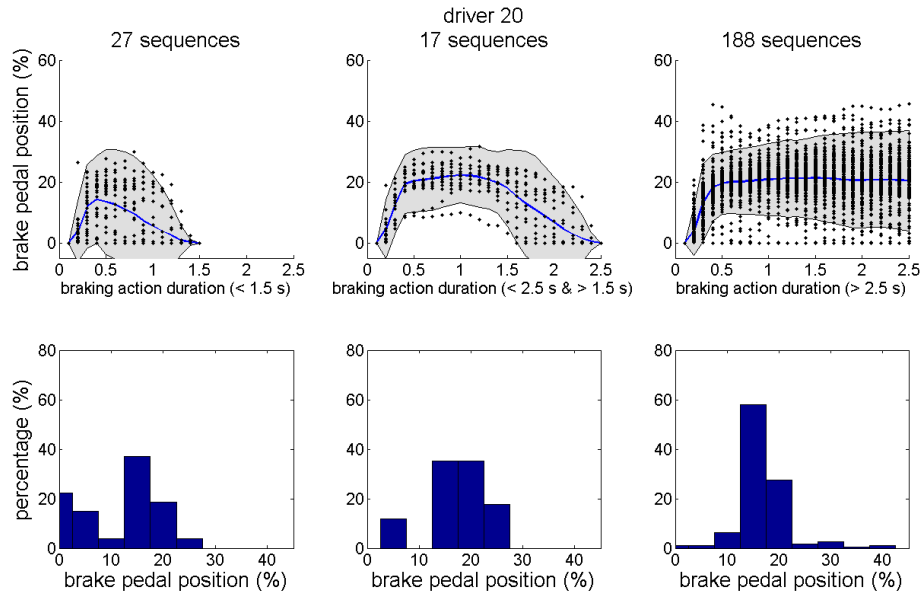 driver 20
27 sequences
17 sequences
188 sequences
brake pedal position (%)
60
40
20
0
0 0.5 1 1.5 2 2.5
braking action duration (< 1.5 s)
60
40
20
0
0 0.5 1 1.5 2 2.5
braking action duration (< 2.5 s & > 1.5 s)
60
40
20
0
0 0.5 1 1.5 2 2.5
braking action duration (> 2.5 s)
percentage (%)
80
60
40
20
0
0 10 20 30 40
brake pedal position (%)
80
60
40
20
0
0 10 20 30 40
brake pedal position (%)
80
60
40
20
0
0 10 20 30 40
brake pedal position (%)